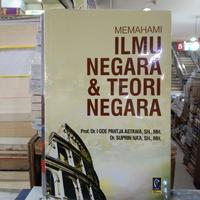 MEMAHAMI
ILMU
NEGARA
& TEORI
NEGARA
Prof. Dr. I GDE PANTJA ASTAWA, SH., MH.
Dr. SUPRIN NA'A, SH., MH.